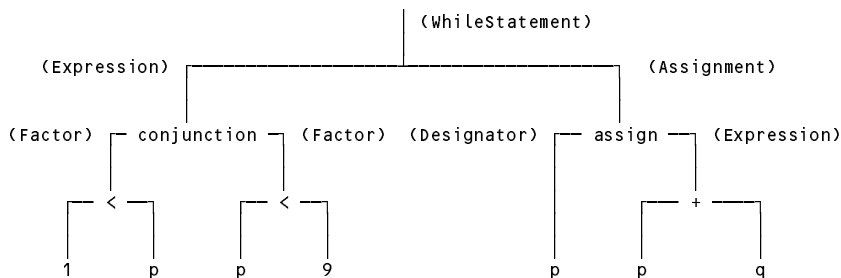 (WhileStatement)
(Expression) (Assignment)
(Factor) conjunction (Factor) (Designator) assign (Expression)
< < +
1 p p 9 p p q